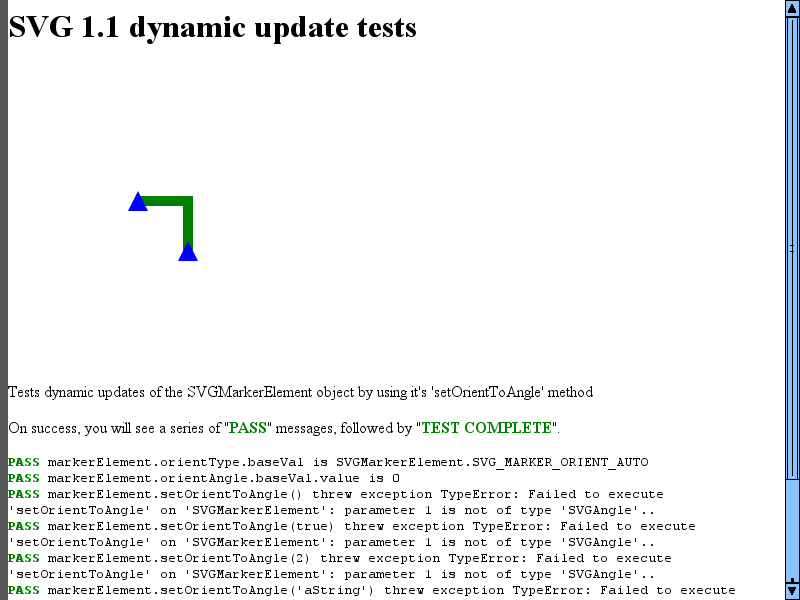 SVG 1.1 dynamic update tests
Tests dynamic updates of the SVGMarkerElement object by using it's 'setOrientToAngle' method
On success, you will see a series of "PASS" messages, followed by "TEST COMPLETE".
PASS markerElement.orientType.baseVal is SVGMarkerElement.SVG_MARKER_ORIENT_AUTO
PASS markerElement.orientAngle.baseVal.value is 0
PASS markerElement.setOrientToAngle() threw exception TypeError: Failed to execute
'setOrientToAngle' on 'SVGMarkerElement': parameter 1 is not of type 'SVGAngle'..
PASS markerElement.setOrientToAngle(true) threw exception TypeError: Failed to execute
'setOrientToAngle' on 'SVGMarkerElement': parameter 1 is not of type 'SVGAngle'..
PASS markerElement.setOrientToAngle(2) threw exception TypeError: Failed to execute
'setOrientToAngle' on 'SVGMarkerElement': parameter 1 is not of type 'SVGAngle'..
PASS markerElement.setOrientToAngle('aString') threw exception TypeError: Failed to execute